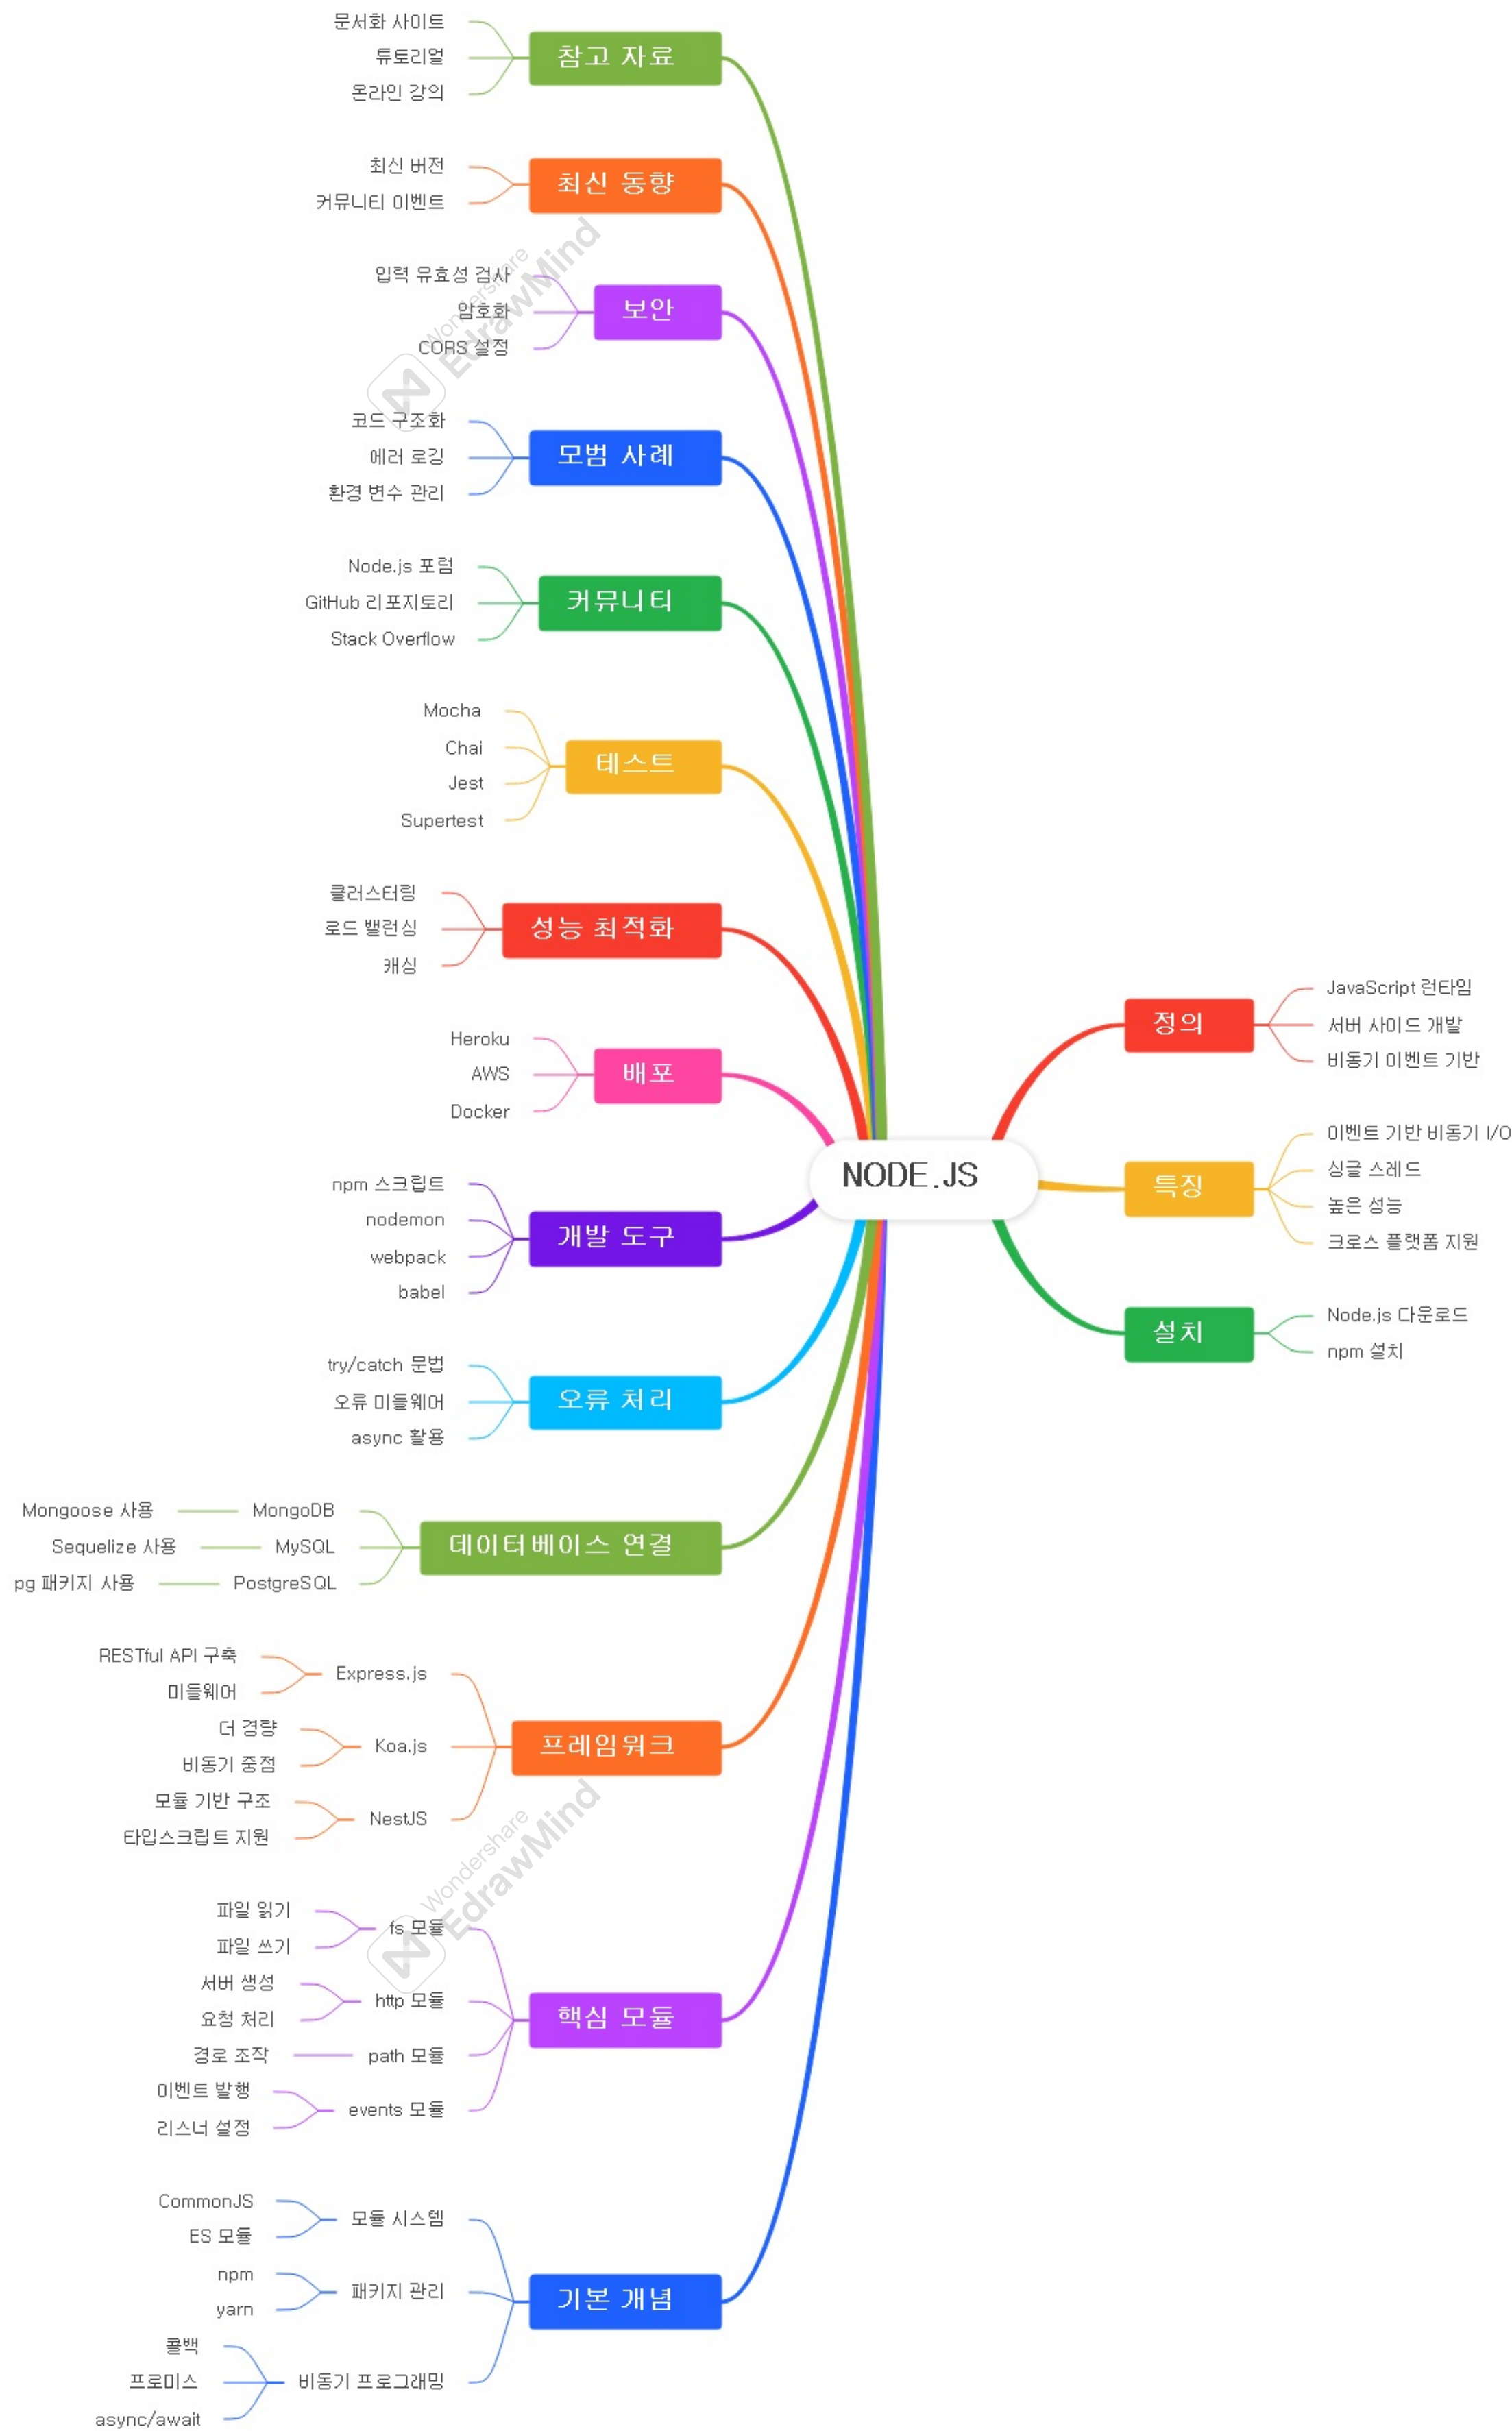 문서화 사이트
튜토리얼
온라인 강의
참고 자료
최신 버전
커뮤니티 이벤트
최신 동향
입력 유효성 검사
암호화
CORS 설정
보안
코드 구조화
에러 로깅
환경 변수 관리
모범 사례
Node.js 포럼
GitHub 리포지토리
Stack Overflow
커뮤니티
Mocha
Chai
Jest
Supertest
테스트
클러스터링
로드 밸런싱
캐싱
성능 최적화
Heroku
AWS
Docker
배포
npm 스크립트
nodemon
webpack
babel
개발 도구
try/catch 문법
오류 미들웨어
async 활용
오류 처리
Mongoose 사용
MongoDB
Sequelize 사용
MySQL
pg 패키지 사용
PostgreSQL
데이터베이스 연결
RESTful API 구축
미들웨어
Express.js
더 경량
비동기 중점
Koa.js
모듈 기반 구조
타입스크립트 지원
NestJS
프레임워크
파일 읽기
파일 쓰기
fs 모듈
서버 생성
요청 처리
http 모듈
경로 조작
path 모듈
이벤트 발행
리스너 설정
events 모듈
핵심 모듈
CommonJS
ES 모듈
모듈 시스템
npm
yarn
패키지 관리
콜백
프로미스
async/await
비동기 프로그래밍
기본 개념
NODE.JS
정의
JavaScript 런타임
서버 사이드 개발
비동기 이벤트 기반
특징
이벤트 기반 비동기 I/O
싱글 스레드
높은 성능
크로스 플랫폼 지원
설치
Node.js 다운로드
npm 설치
Wondershare
EdrawMind
Wondershare
EdrawMind